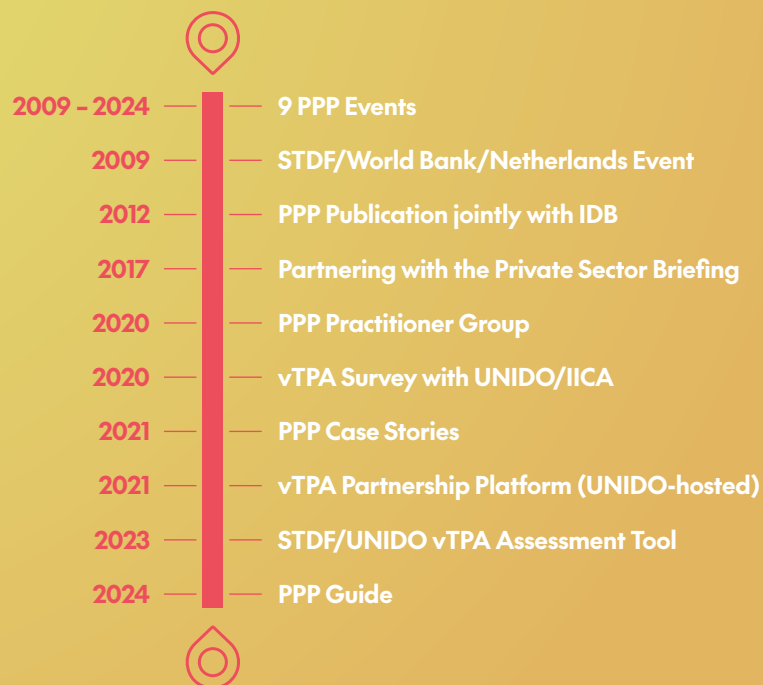 2009 – 2024 9 PPP Events
2009 STDF/World Bank/Netherlands Event
2012 PPP Publication jointly with IDB
2017 Partnering with the Private Sector Briefing
2020 PPP Practitioner Group
2020 vTPA Survey with UNIDO/IICA
2021 PPP Case Stories
2021 vTPA Partnership Platform (UNIDO-hosted)
2023 STDF/UNIDO vTPA Assessment Tool
2024 PPP Guide